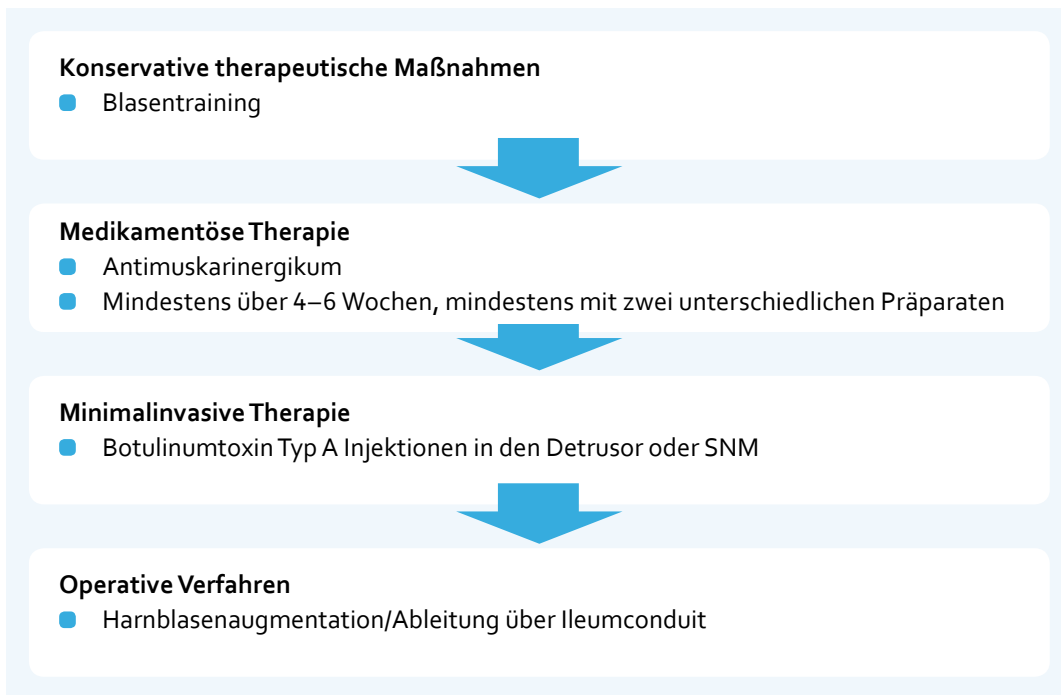 Konservative therapeutische Maßnahmen
Blasentraining
Medikamentöse Therapie
Antimuskarinergikum
Mindestens über 4–6 Wochen, mindestens mit zwei unterschiedlichen Präparaten
Minimalinvasive Therapie
Botulinumtoxin Typ A Injektionen in den Detrusor oder SNM
Operative Verfahren
Harnblasenaugmentation/Ableitung über Ileumconduit